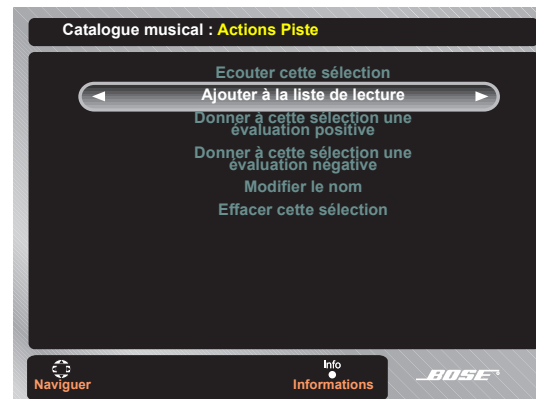 Catalogue musical : Actions Piste
Ecouter cette sélection
Ajouter à la liste de lecture
Donner à cette sélection une
évaluation positive
Donner à cette sélection une
évaluation négative
Modifier le nom
Effacer cette sélection
Naviguer
Info
Informations
BOSE